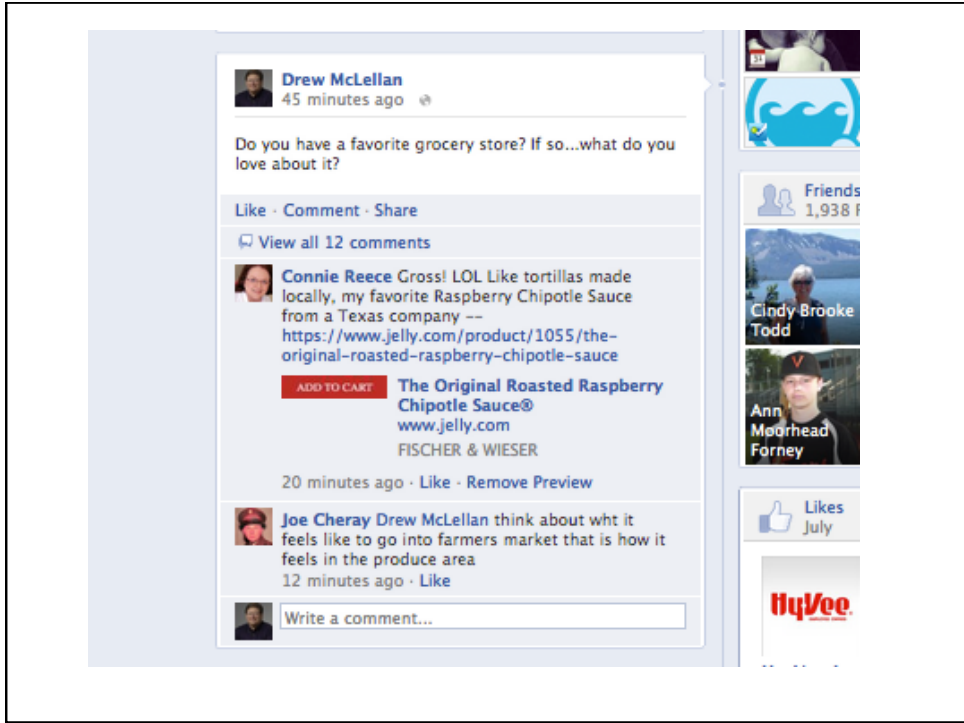 Drew McLellan
45 minutes ago
Do you have a favorite grocery store? If so...what do you
love about it?
Like · Comment · Share
View all 12 comments
Connie Reece Gross! LOL Like tortillas made
locally, my favorite Raspberry Chipotle Sauce
from a Texas company --
https://www.jelly.com/product/1055/the-
original-roasted-raspberry-chipotle-sauce
ADD TO CART
The Original Roasted Raspberry
Chipotle Sauce®
www.jelly.com
FISCHER & WIESER
20 minutes ago · Like · Remove Preview
Joe Cheray Drew McLellan think about wht it
feels like to go into farmers market that is how it
feels in the produce area
12 minutes ago · Like
Write a comment...
31
Friends
1,938
Cindy Brooke
Todd
Ann
Moorhead
Forney
Likes
July
HyVee